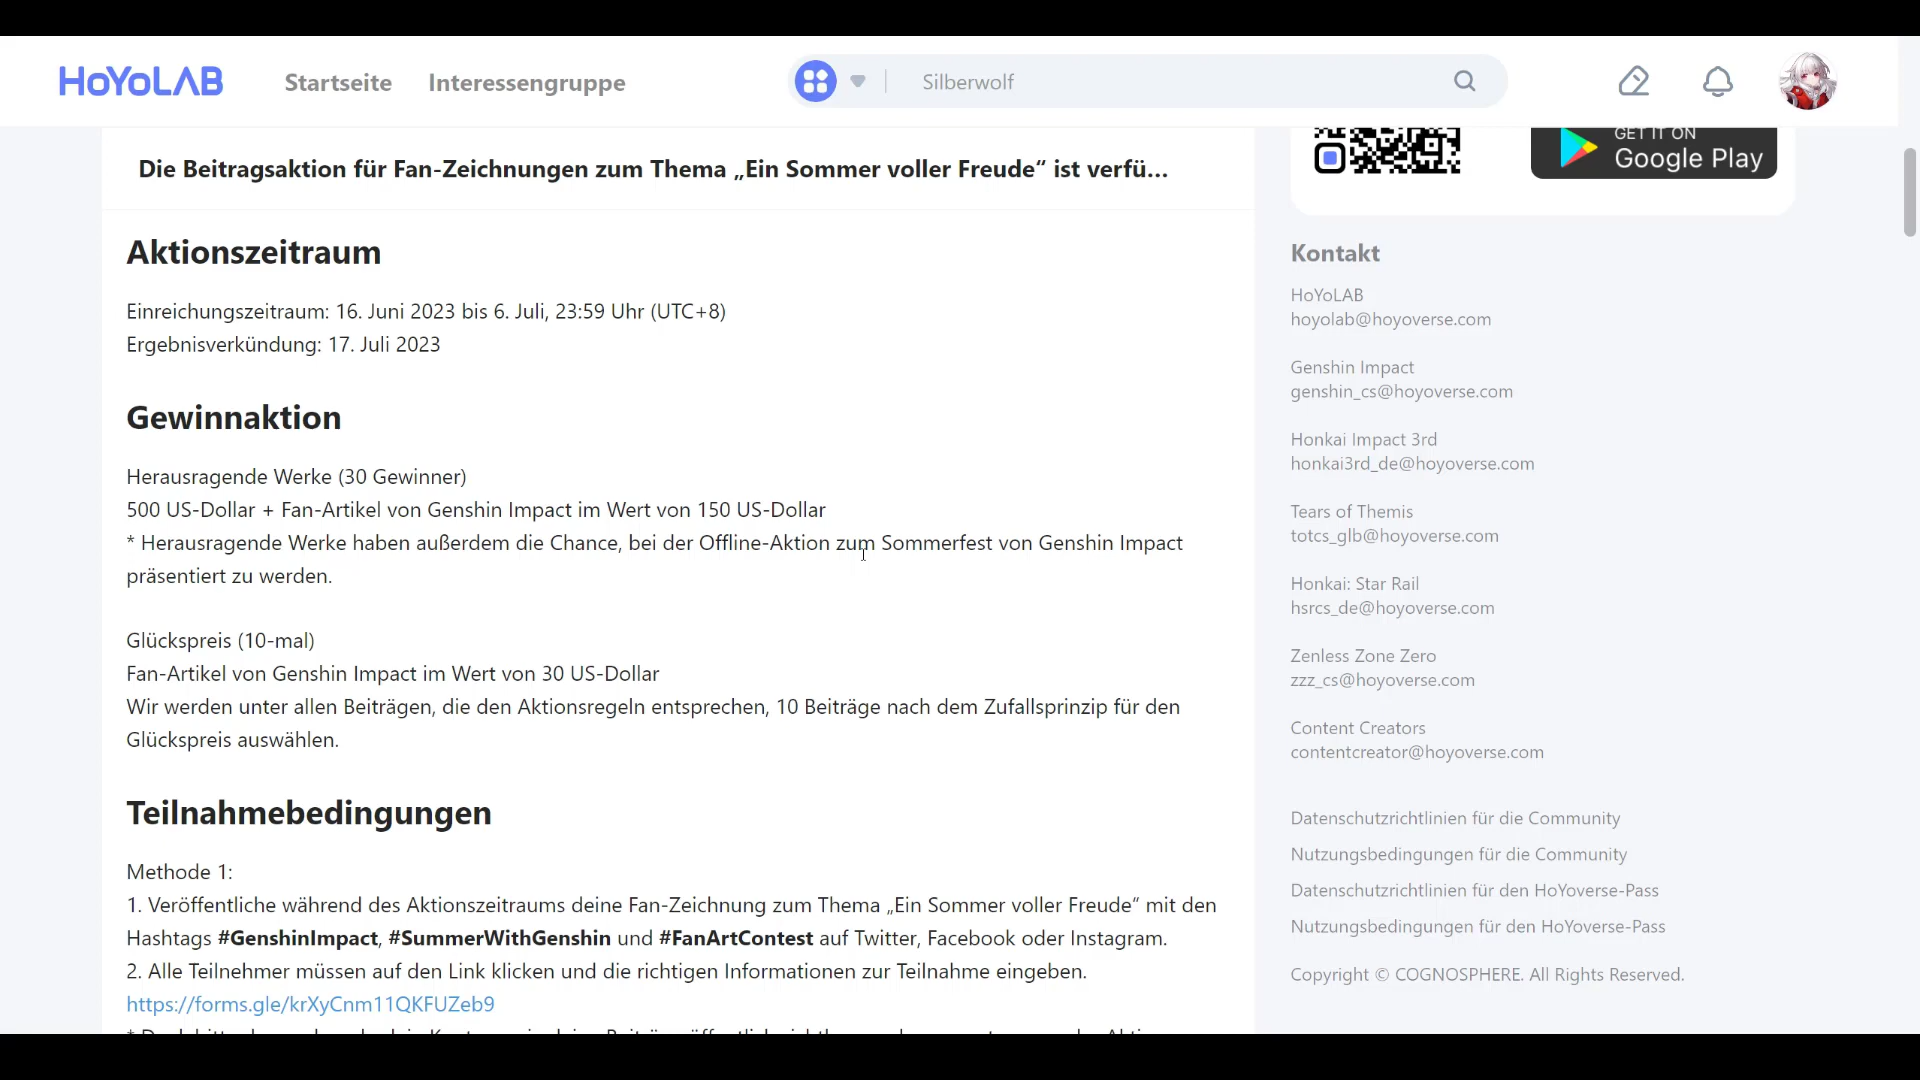 HoYoLAB
Startseite
Interessengruppe
Silberwolf
Die Beitragsaktion für Fan-Zeichnungen zum Thema „Ein Sommer voller Freude“ ist verfü...
Aktionszeitraum
Einreichungszeitraum: 16. Juni 2023 bis 6. Juli, 23:59 Uhr (UTC+8)
Ergebnisverkündung: 17. Juli 2023
Gewinnaktion
Herausragende Werke (30 Gewinner)
500 US-Dollar + Fan-Artikel von Genshin Impact im Wert von 150 US-Dollar
* Herausragende Werke haben außerdem die Chance, bei der Offline-Aktion zum Sommerfest von Genshin Impact
präsentiert zu werden.
Glückspreis (10-mal)
Fan-Artikel von Genshin Impact im Wert von 30 US-Dollar
Wir werden unter allen Beiträgen, die den Aktionsregeln entsprechen, 10 Beiträge nach dem Zufallsprinzip für den
Glückspreis auswählen.
Teilnahmebedingungen
Methode 1:
1. Veröffentliche während des Aktionszeitraums deine Fan-Zeichnung zum Thema „Ein Sommer voller Freude“ mit den
Hashtags #GenshinImpact, #SummerWithGenshin und #FanArtContest auf Twitter, Facebook oder Instagram.
2. Alle Teilnehmer müssen auf den Link klicken und die richtigen Informationen zur Teilnahme eingeben.
https://forms.gle/krXyCnm11QKFUZeb9
GET IT ON
Google Play
Kontakt
HoYoLAB
hoyolab@hoyoverse.com
Genshin Impact
genshin_cs@hoyoverse.com
Honkai Impact 3rd
honkai3rd_de@hoyoverse.com
Tears of Themis
totcs_glb@hoyoverse.com
Honkai: Star Rail
hsrcs_de@hoyoverse.com
Zenless Zone Zero
zzz_cs@hoyoverse.com
Content Creators
contentcreator@hoyoverse.com
Datenschutzrichtlinien für die Community
Nutzungsbedingungen für die Community
Datenschutzrichtlinien für den HoYoverse-Pass
Nutzungsbedingungen für den HoYoverse-Pass
Copyright © COGNOSPHERE. All Rights Reserved.